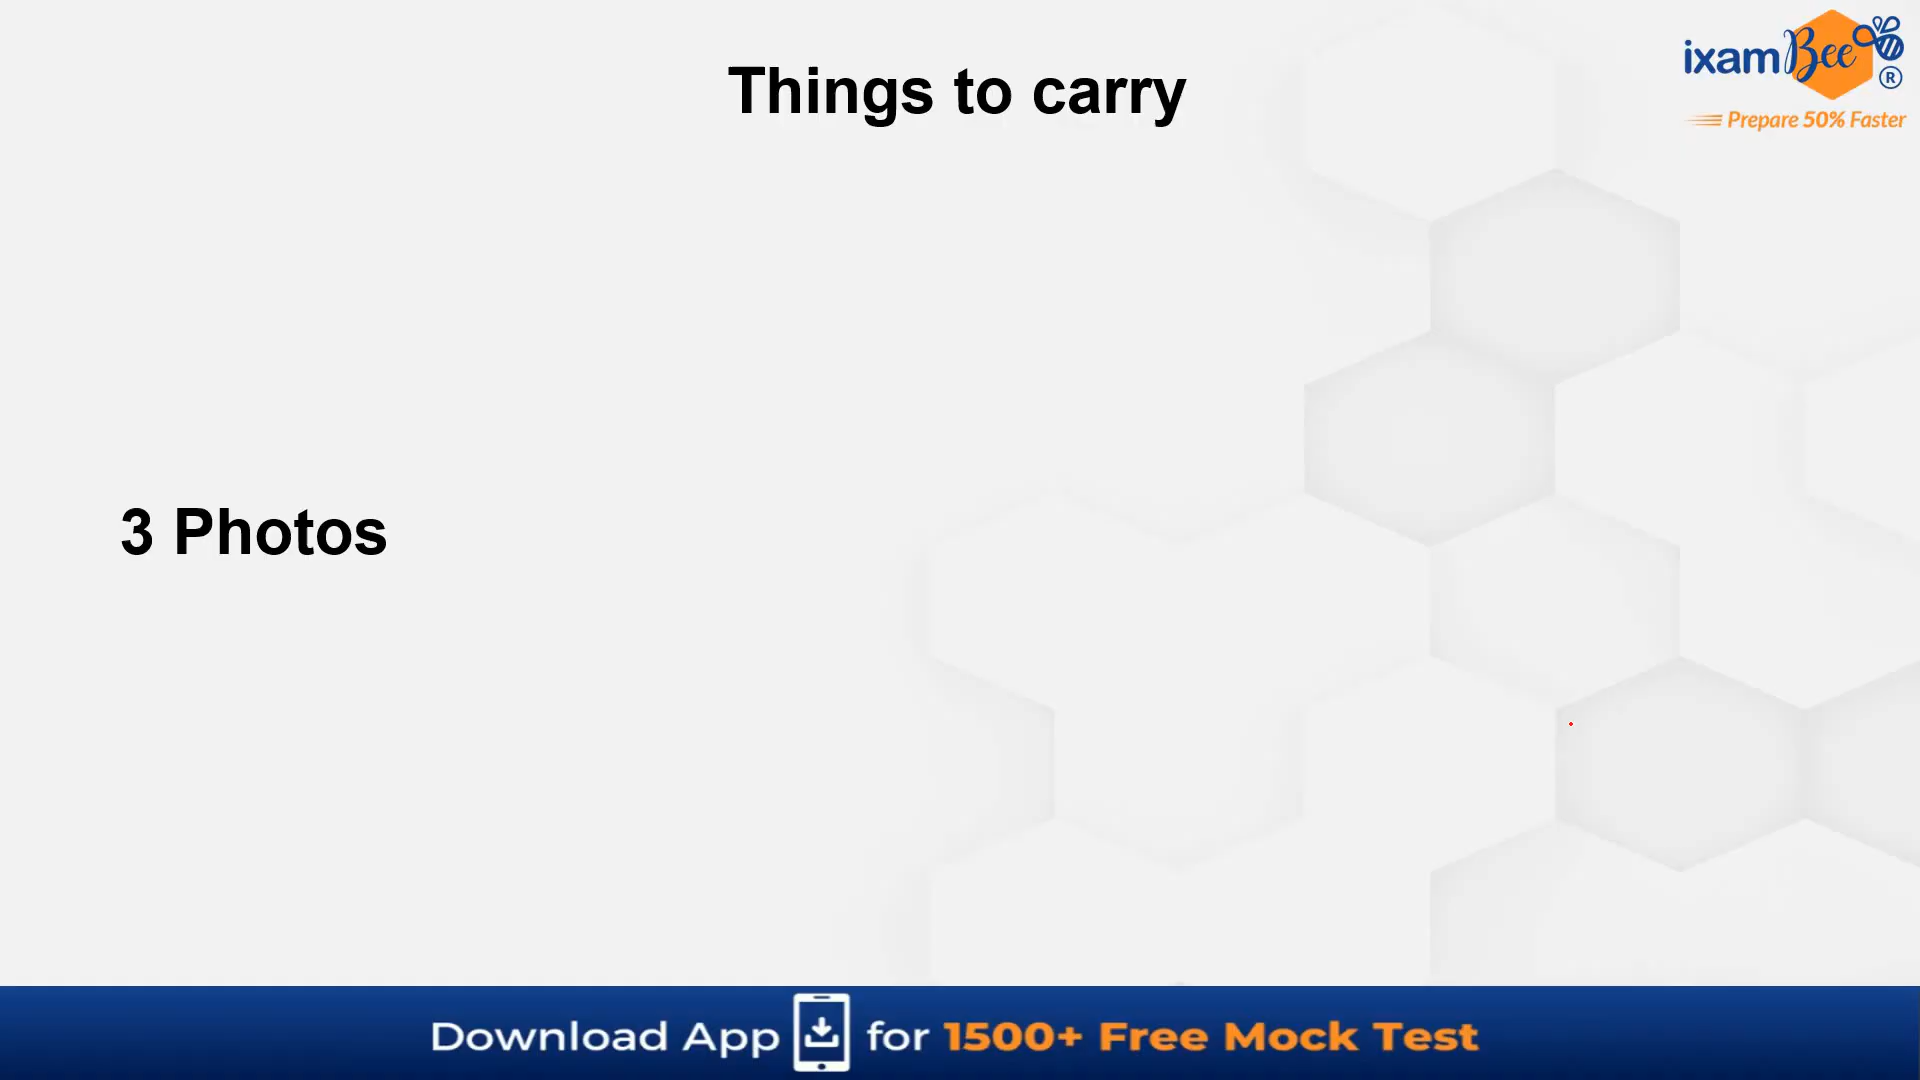 Things to carry
ixamBee®
Prepare 50% Faster
3 Photos
Download App for 1500+ Free Mock Test